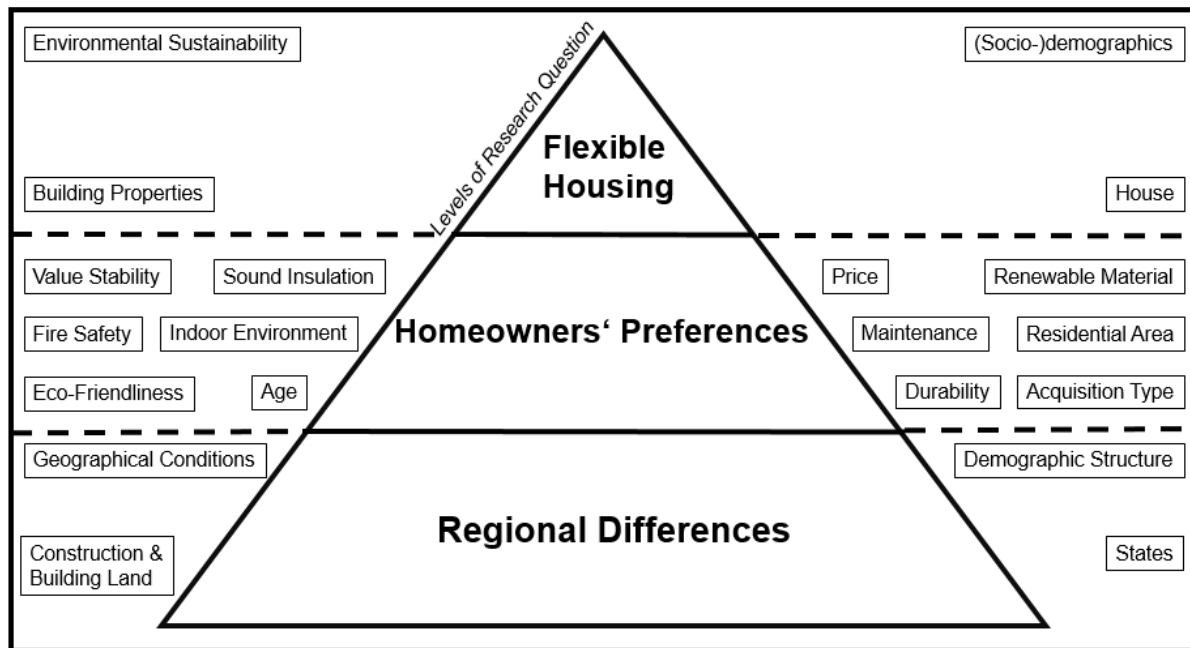 Environmental Sustainability
(Socio-)demographics
Levels of Research Question
Flexible
Housing
Building Properties
House
Value Stability
Sound Insulation
Price
Renewable Material
Fire Safety
Indoor Environment
Homeowners‘ Preferences
Maintenance
Residential Area
Eco-Friendliness
Age
Durability
Acquisition Type
Geographical Conditions
Demographic Structure
Regional Differences
Construction &
Building Land
States